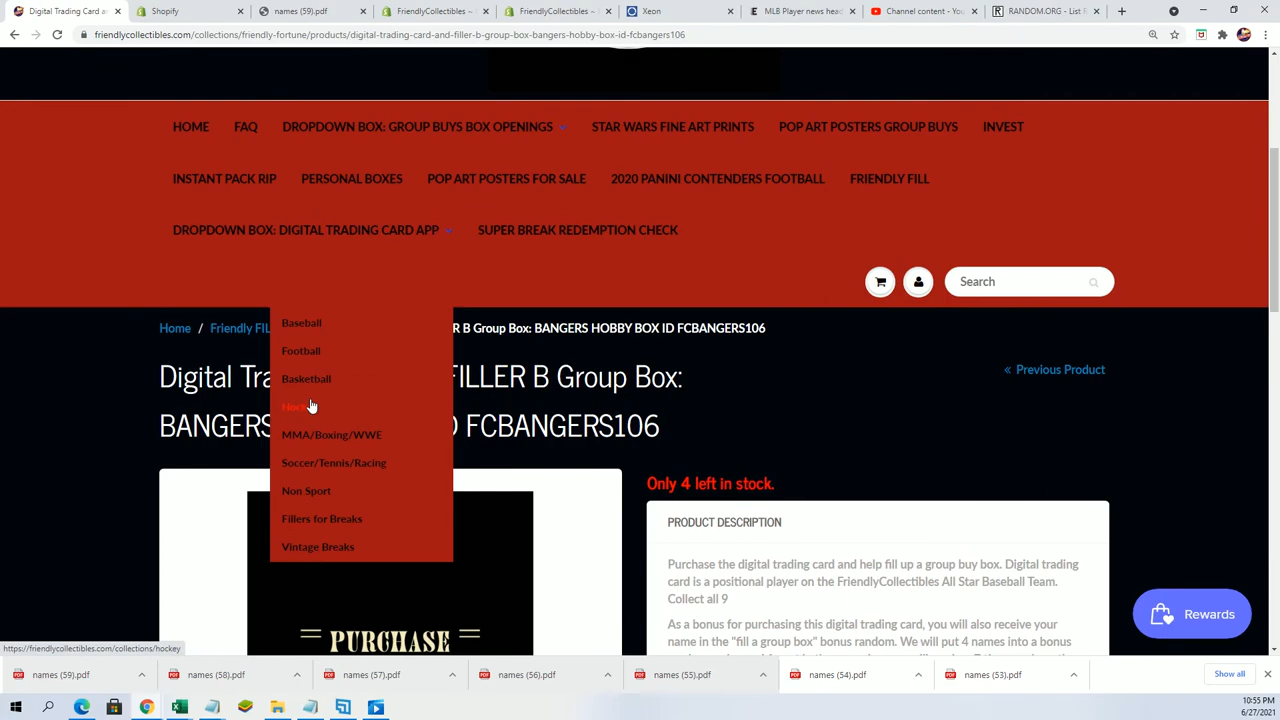 Digital Trading Card an
Shopify
names (59).pdf
FriendlyCollectibles ~
FriendlyCollectibles ~
Xeon
MLB Player news head
Channel content - You
RANDOM.ORG - List R
friendlycollectibles.com/collections/friendly-fortune/products/digital-trading-card-and-filler-b-group-box-bangers-hobby-box-id-fcbangers106
HOME FAQ DROPDOWN BOX: GROUP BUYS BOX OPENINGS STAR WARS FINE ART PRINTS POP ART POSTERS GROUP BUYS INVEST
INSTANT PACK RIP PERSONAL BOXES POP ART POSTERS FOR SALE 2020 PANINI CONTENDERS FOOTBALL FRIENDLY FILL
DROPDOWN BOX: DIGITAL TRADING CARD APP SUPER BREAK REDEMPTION CHECK
Search
Baseball
Football
Basketball
MMA/Boxing/WWE
Soccer/Tennis/Racing
Non Sport
Fillers for Breaks
Vintage Breaks
Home / Friendly FIL R B Group Box: BANGERS HOBBY BOX ID FCBANGERS106
Digital Tra FILLER B Group Box:
BANGERS D FCBANGERS106
« Previous Product
Only 4 left in stock.
PRODUCT DESCRIPTION
Purchase the digital trading card and help fill up a group buy box. Digital trading
card is a positional player on the FriendlyCollectibles All Star Baseball Team.
Collect all 9
As a bonus for purchasing this digital trading card, you will also receive your
name in the "fill a group box" bonus random. We will put 4 names into a bonus
PURCHASE
Rewards
https://friendlycollectibles.com/collections/hockey
names (59).pdf
names (58).pdf
names (57).pdf
names (56).pdf
names (55).pdf
names (54).pdf
names (53).pdf
Show all
10:55 PM
6/27/2021